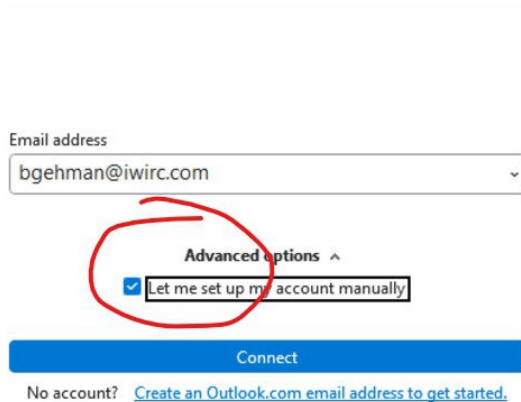 Email address
bgehman@iwirc.com
Advanced options
Let me set up my account manually
Connect
No account? Create an Outlook.com email address to get started.